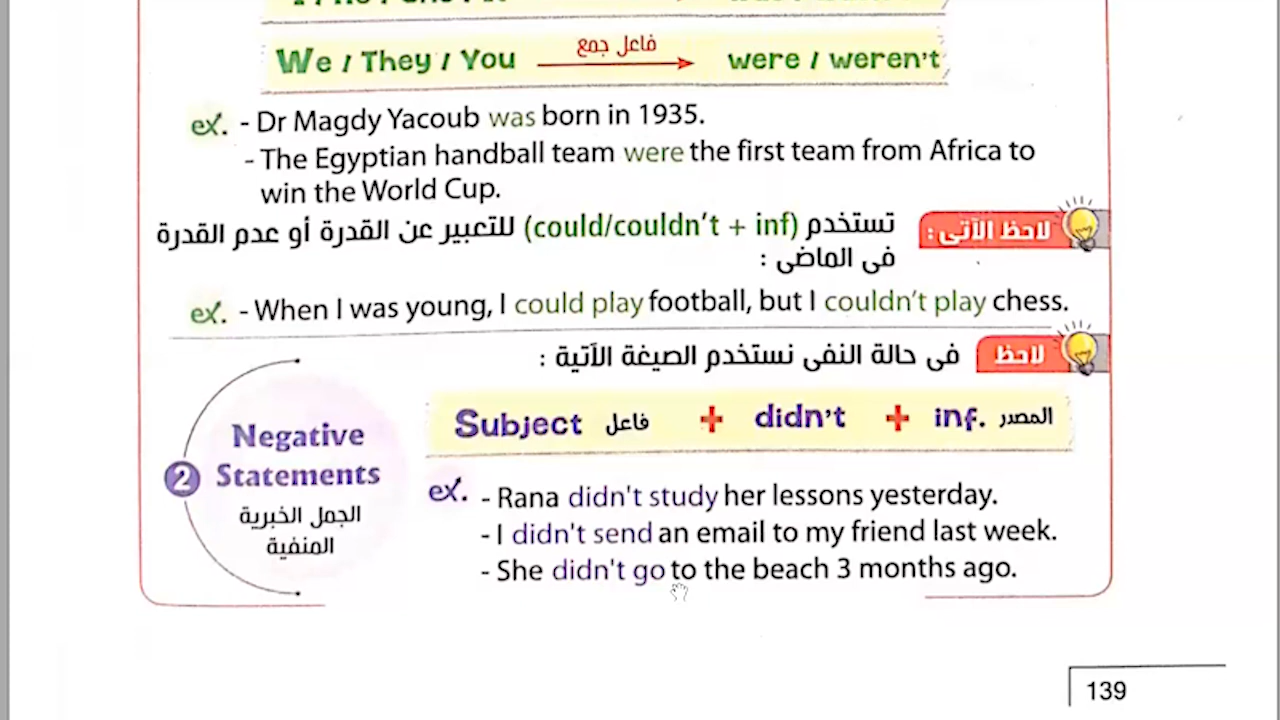 We / They / You فاعل جمع were / weren't
ex. - Dr Magdy Yacoub was born in 1935.
- The Egyptian handball team were the first team from Africa to
win the World Cup.
لاحظ الآتى : تستخدم (could/couldn't + inf) للتعبير عن القدرة أو عدم القدرة
فى الماضى :
ex. - When I was young, I could play football, but I couldn't play chess.
لاحظ فى حالة النفى نستخدم الصيغة الآتية :
2 Negative
Statements
الجمل الخبرية
المنفية
Subject فاعل + didn't + inf. المصدر
ex. - Rana didn't study her lessons yesterday.
- I didn't send an email to my friend last week.
- She didn't go to the beach 3 months ago.
139